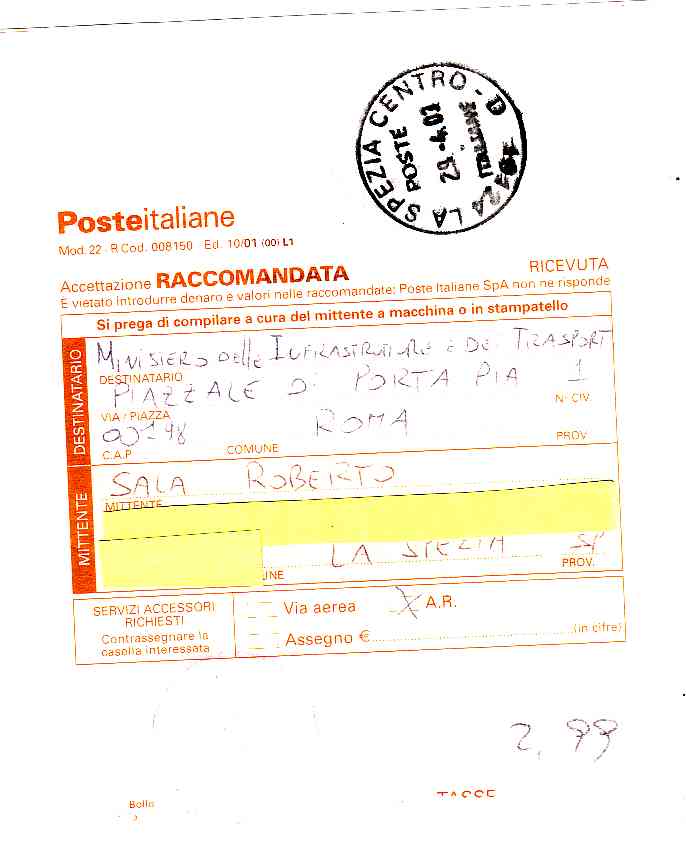 LA SPEZIA CENTRO - D
POSTE
29-4.02
ITALIANE
Posteitaliane
Mod. 22 - R Cod. 008150 - Ed. 10/01 (00) L1
Accettazione RACCOMANDATA
RICEVUTA
È vietato introdurre denaro e valori nelle raccomandate: Poste Italiane SpA non ne risponde
Si prega di compilare a cura del mittente a macchina o in stampatello
DESTINATARIO
MINISTERO delle INFRASTRUTTURE E DEI TRASPORT
DESTINATARIO
PIAZZALE DI PORTA PIA 1
VIA / PIAZZA
N° CIV.
00198 ROMA
C.A.P COMUNE PROV.
MITTENTE
SALA ROBERTO
MITTENTE
LA SPEZIA SP
UNE PROV.
SERVIZI ACCESSORI
RICHIESTI
Contrassegnare la
casella interessata
Via aerea X A.R.
Assegno € (in cifre)
2,99
Bollo
TASSE